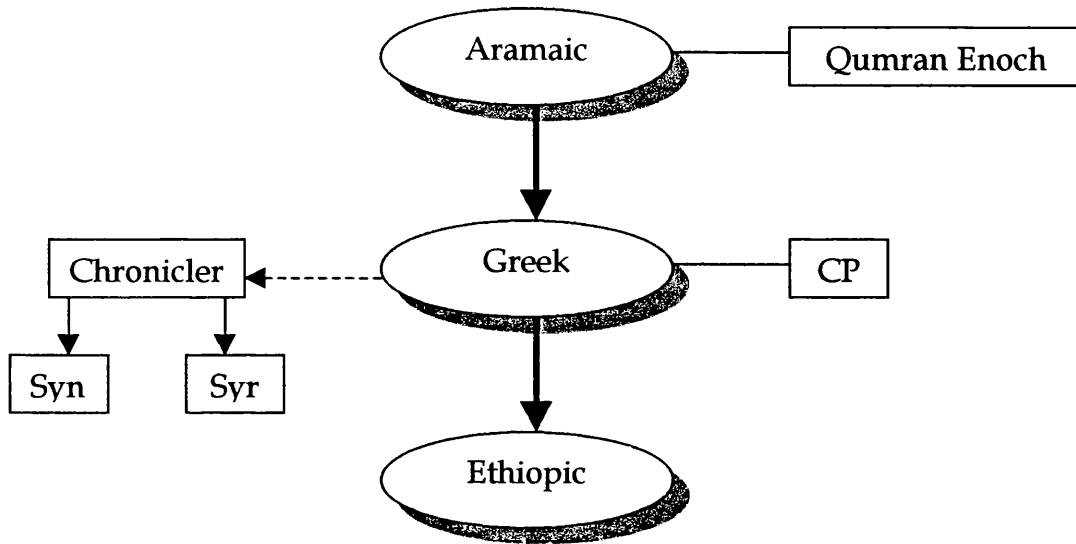 Aramaic
Qumran Enoch
Chronicler
Greek
CP
Syn
Syr
Ethiopic